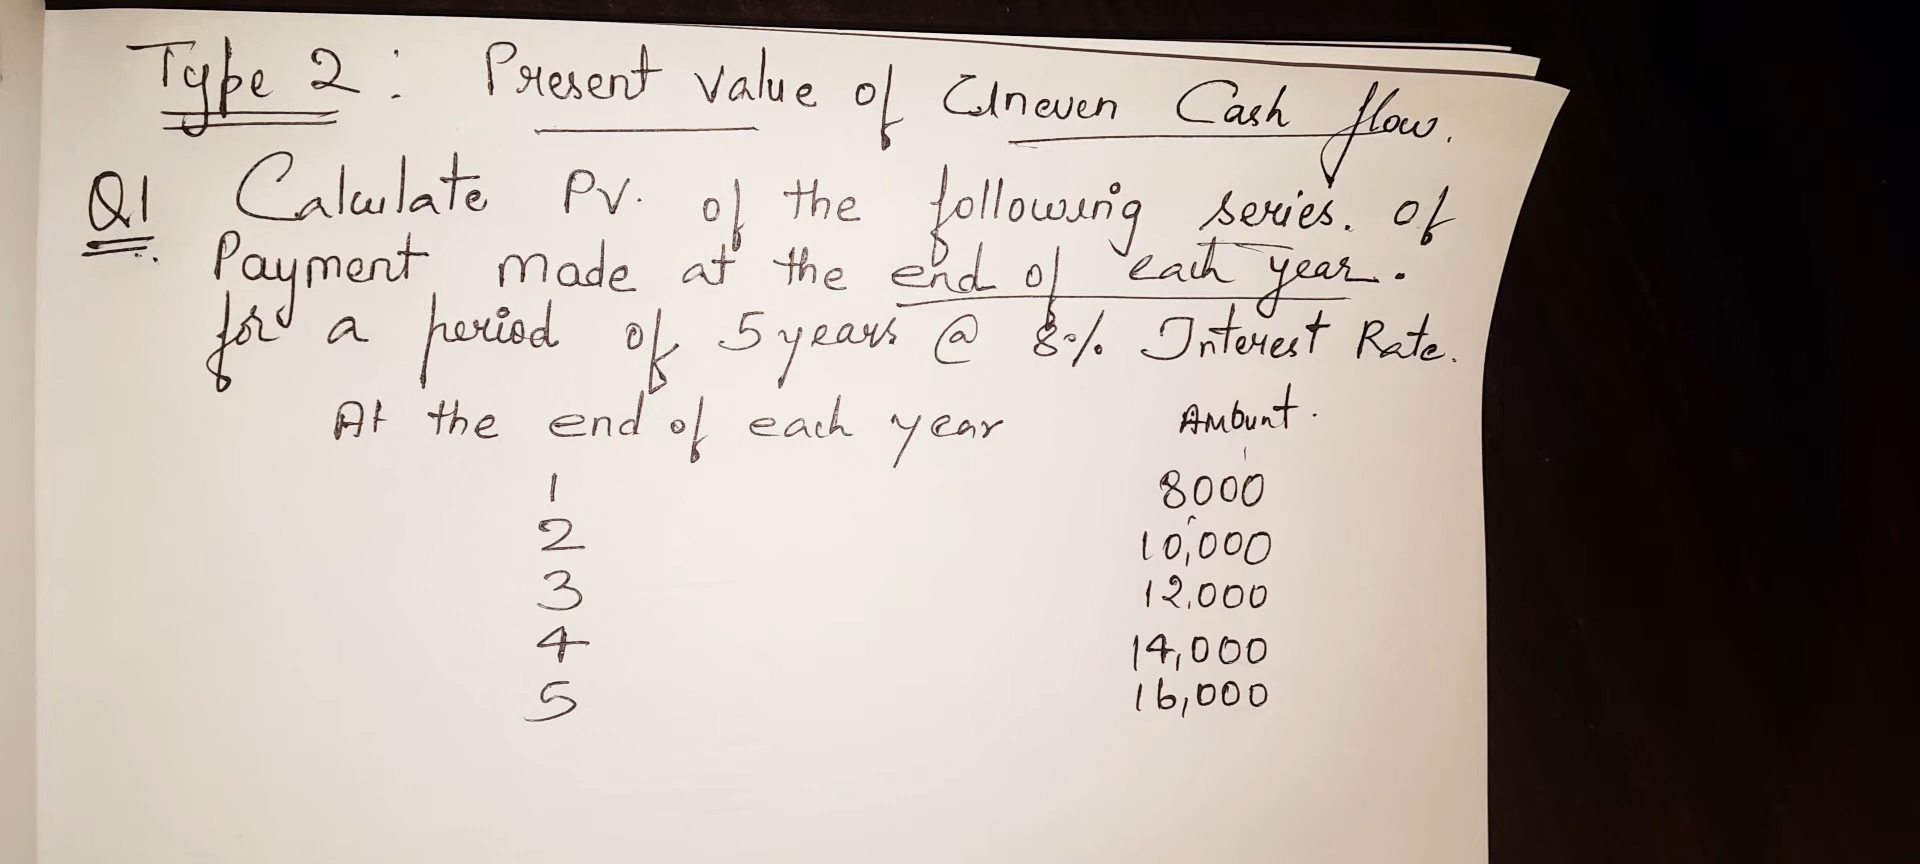 Type 2 : Present value of Uneven Cash flow.
Q1 Calculate PV. of the following series. of
Payment made at the end of each year.
for a period of 5 years @ 8% Interest Rate.
At the end of each year Amount.
1 8000
2 10,000
3 12,000
4 14,000
5 16,000